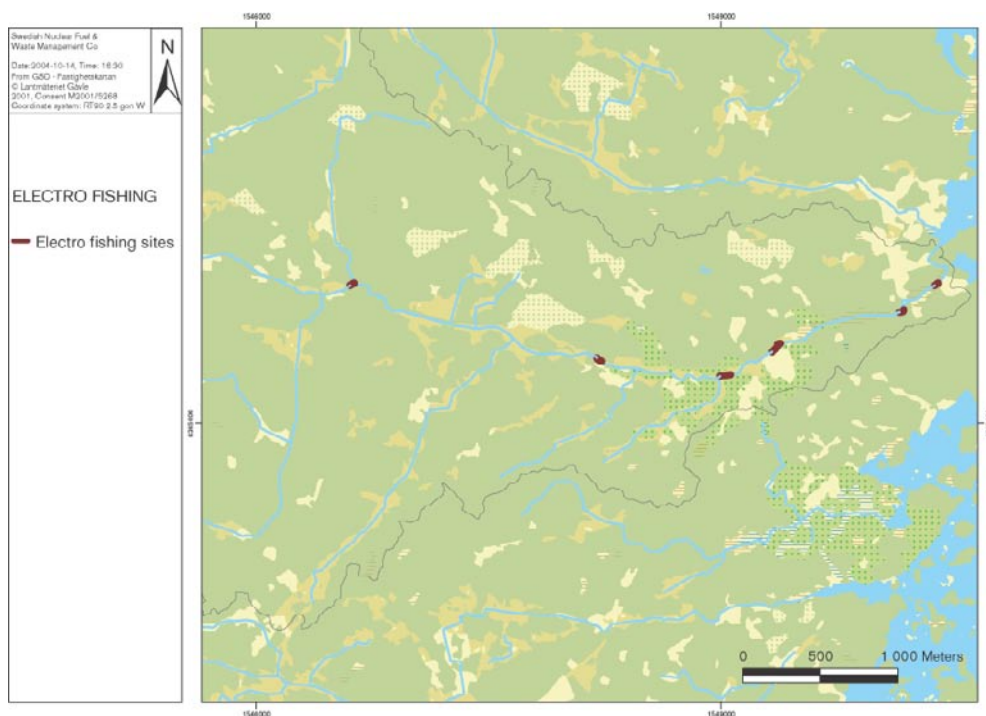 Swedish Nuclear Fuel &
Waste Management Co
Date:2004-10-14, Time: 16:30
From GSD - Fastighetskartan
© Lantmäteriet Gävle
2001, Consent M2001/5268
Coordinate system: RT90 2.5 gon W
N
ELECTRO FISHING
Electro fishing sites
1546000
1549000
0 500 1 000 Meters
1546000
1549000